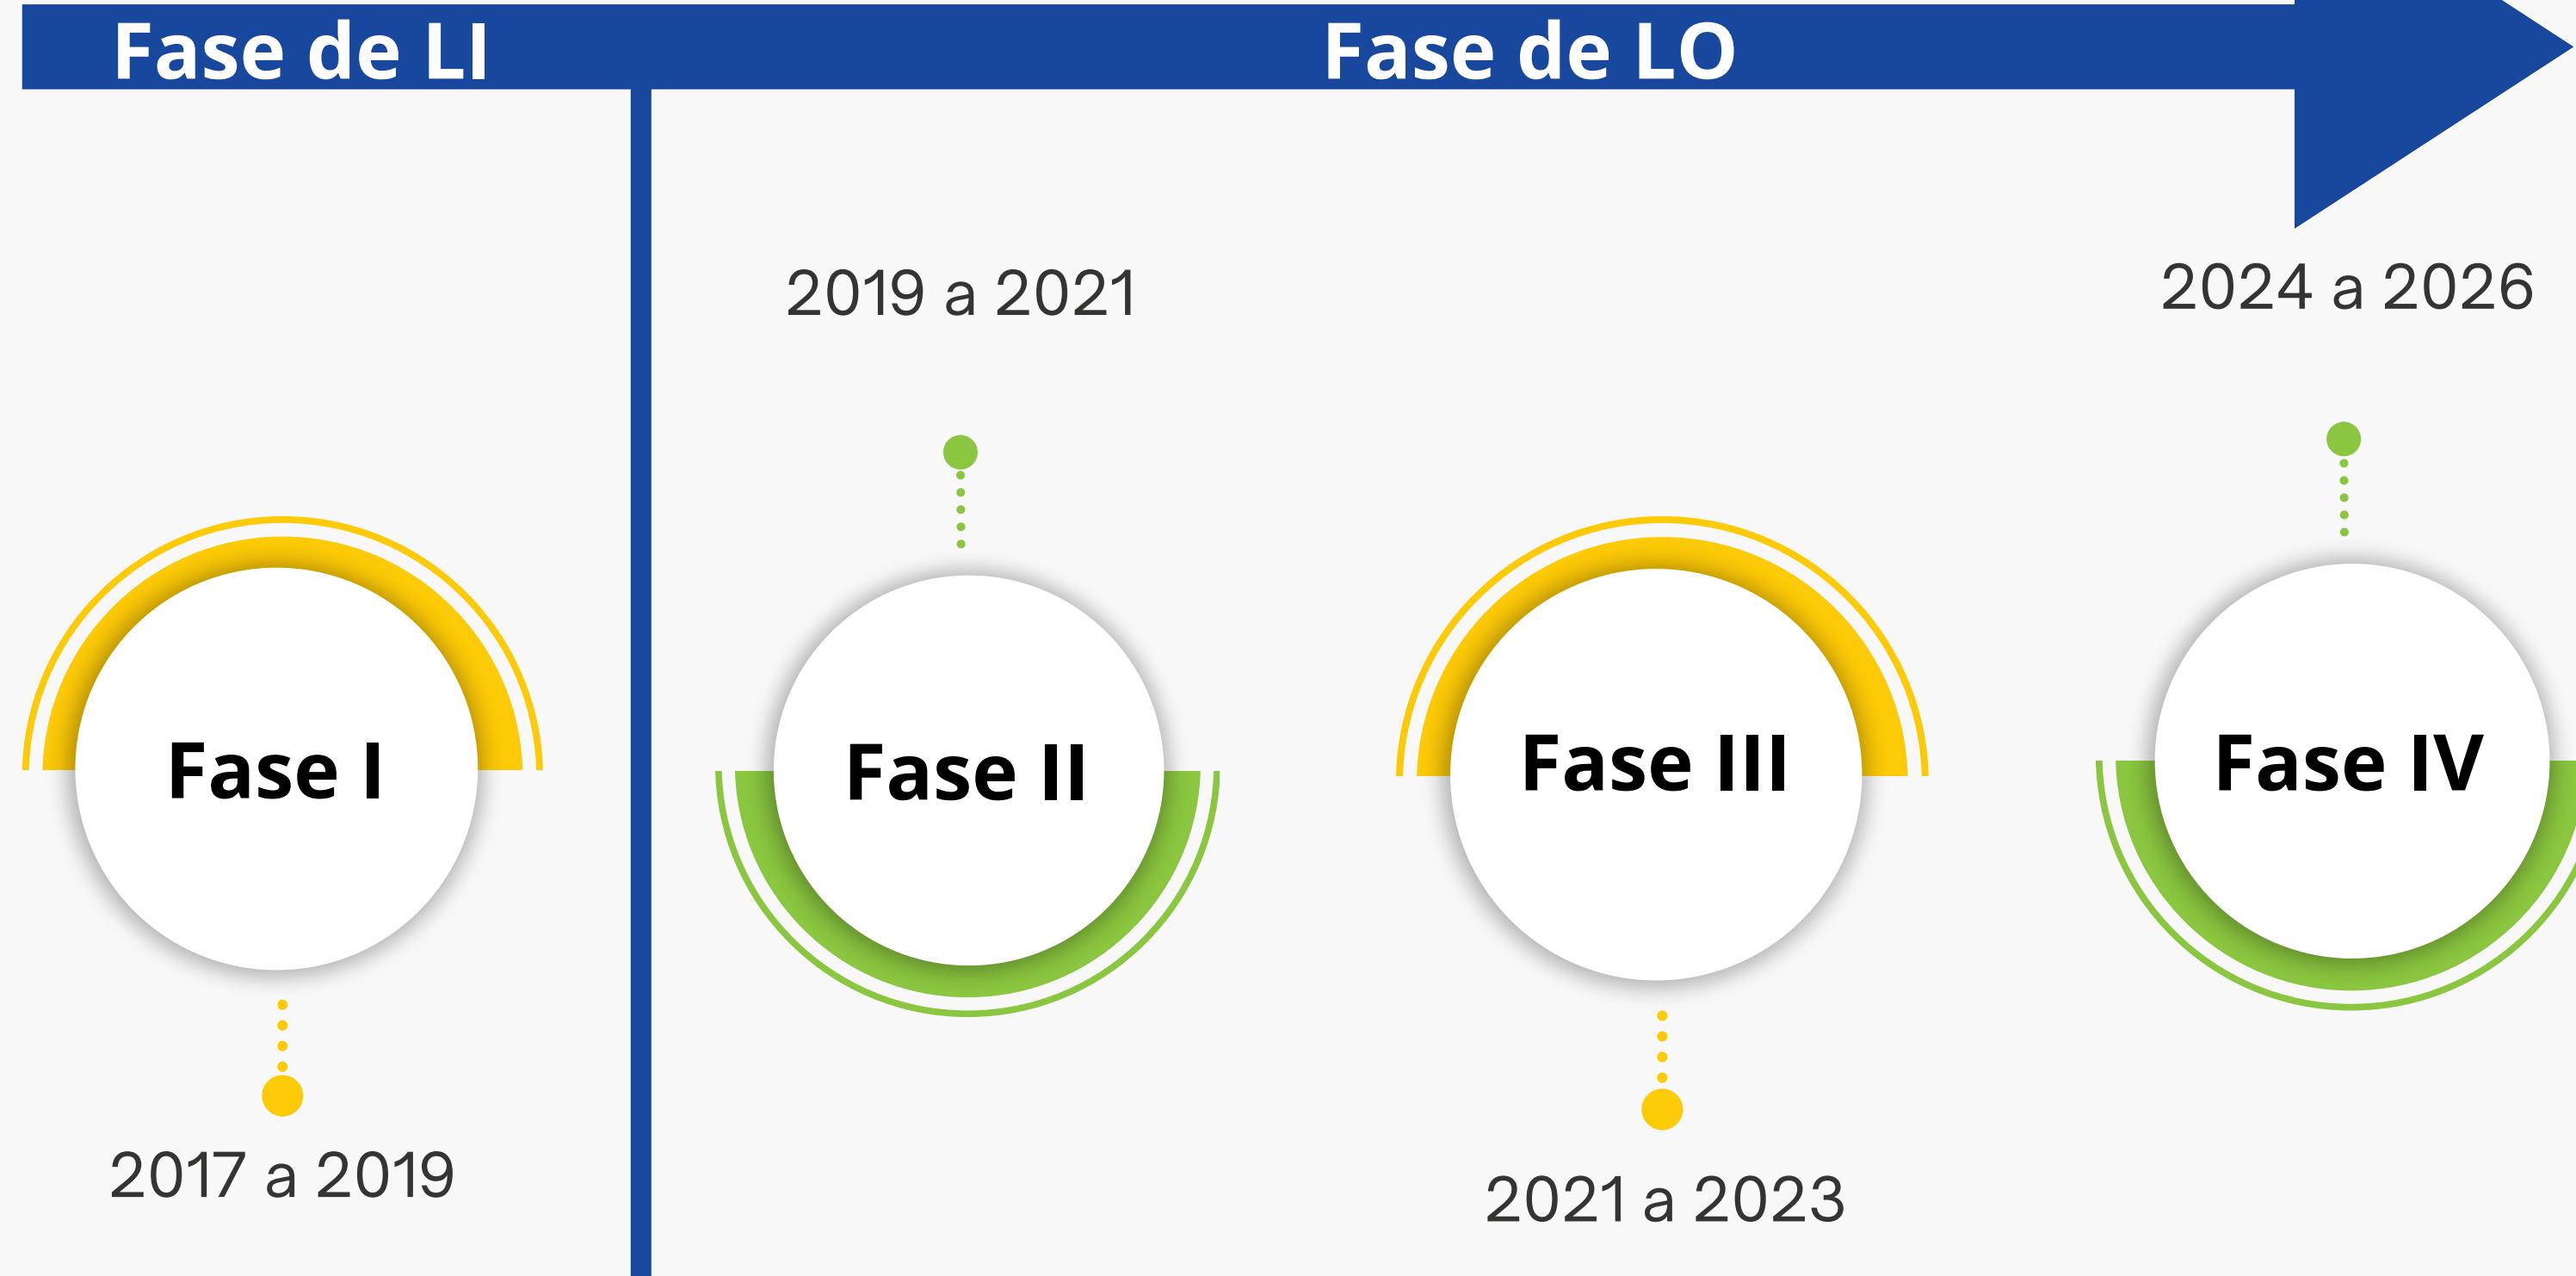 Fase de LI
Fase de LO
2019 a 2021
2024 a 2026
Fase I
Fase II
Fase III
Fase IV
2017 a 2019
2021 a 2023